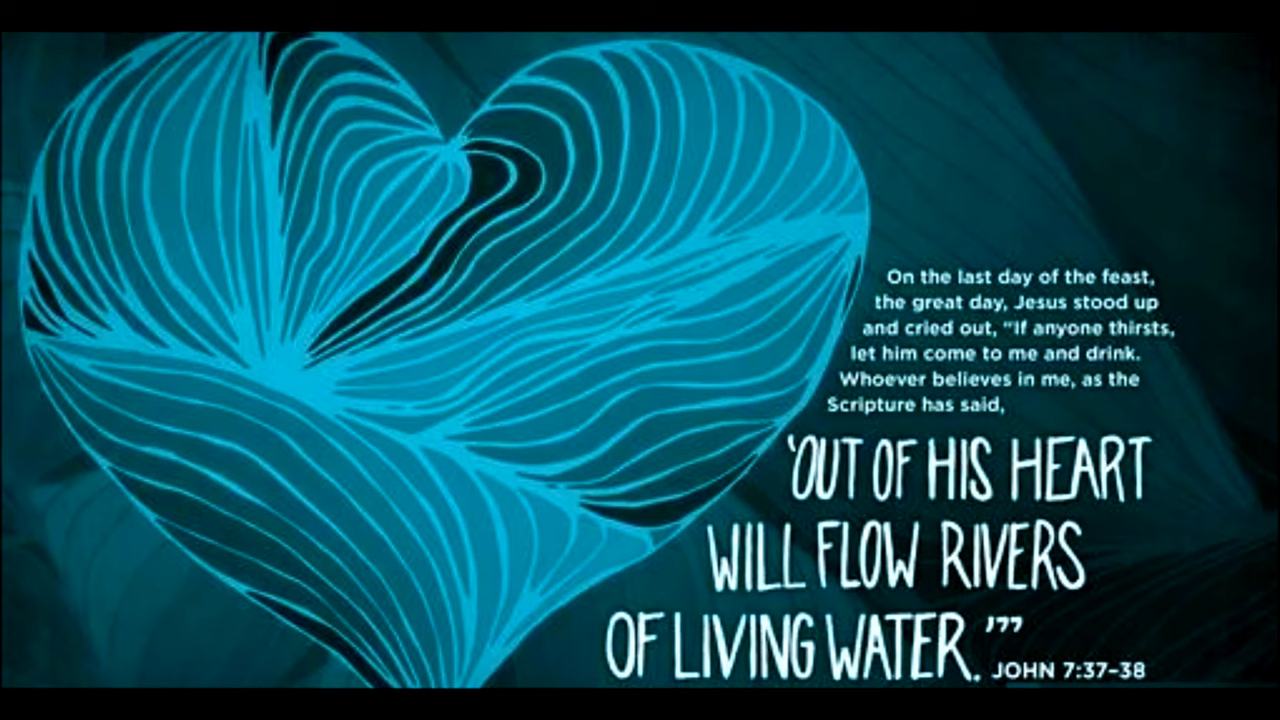 On the last day of the feast,
the great day, Jesus stood up
and cried out, "If anyone thirsts,
let him come to me and drink.
Whoever believes in me, as the
Scripture has said,
‘OUT OF HIS HEART
WILL FLOW RIVERS
OF LIVING WATER.’”
JOHN 7:37–38